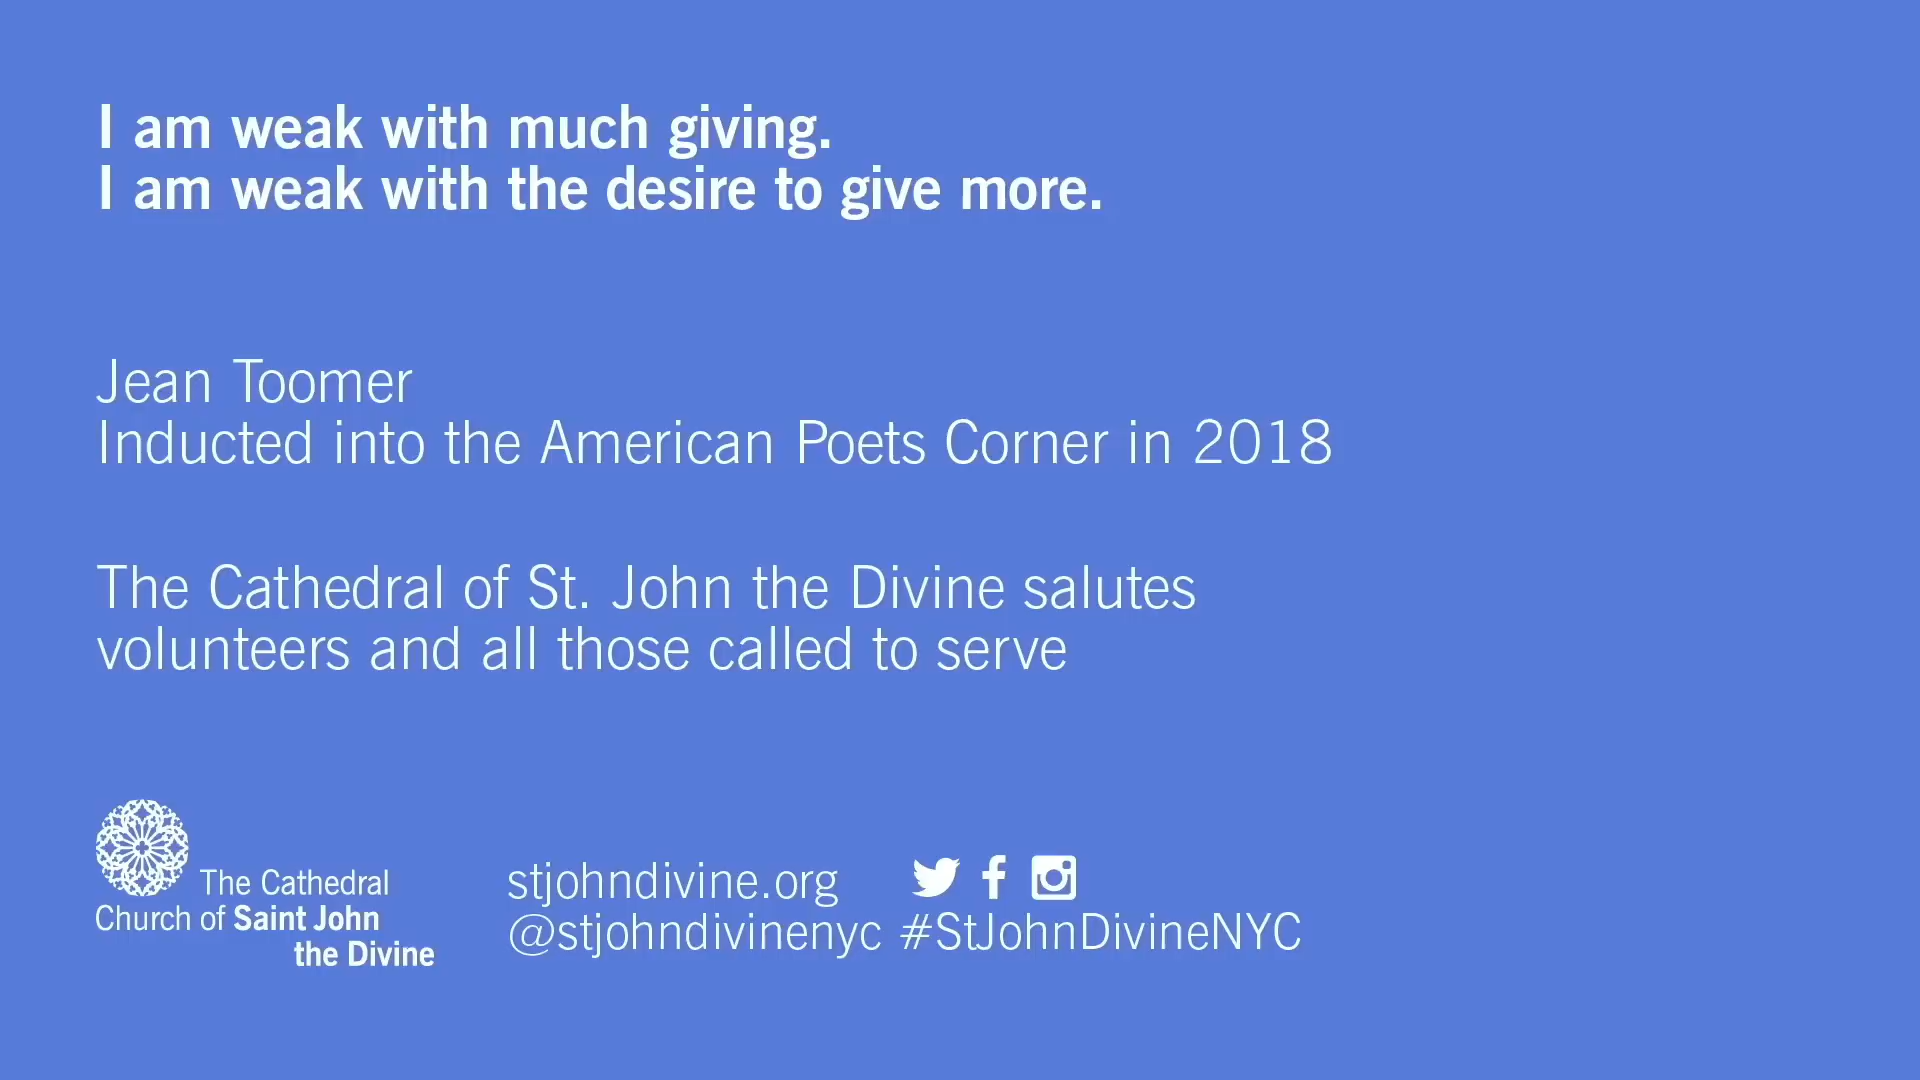 I am weak with much giving.
I am weak with the desire to give more.
Jean Toomer
Inducted into the American Poets Corner in 2018
The Cathedral of St. John the Divine salutes
volunteers and all those called to serve
The Cathedral
Church of Saint John
the Divine
stjohndivine.org
@stjohndivinenyc #StJohnDivineNYC